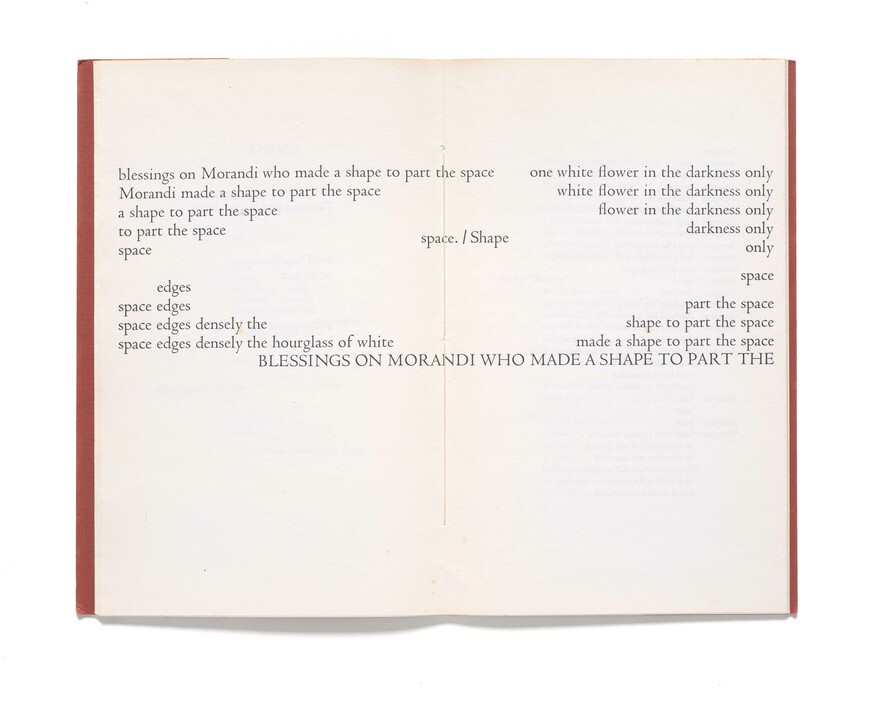 blessings on Morandi who made a shape to part the space one white flower in the darkness only
Morandi made a shape to part the space white flower in the darkness only
a shape to part the space flower in the darkness only
to part the space darkness only
space. / Shape
space only
space
edges
space edges part the space
space edges densely the shape to part the space
space edges densely the hourglass of white made a shape to part the space
BLESSINGS ON MORANDI WHO MADE A SHAPE TO PART THE